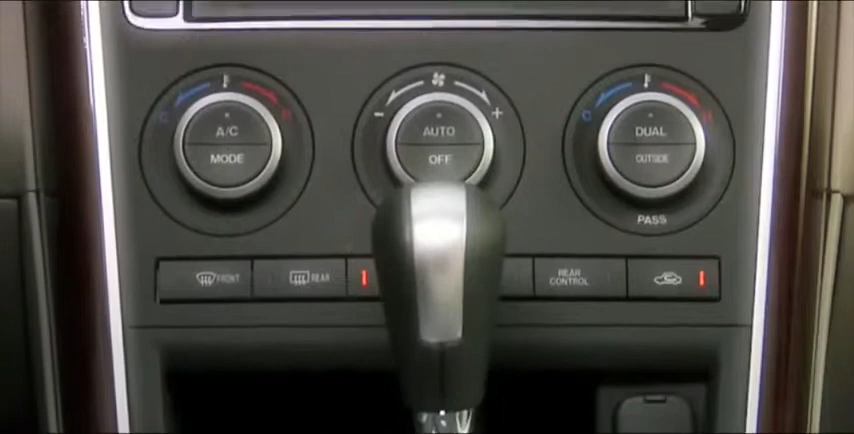 C H
A/C
MODE
- +
AUTO
OFF
C H
DUAL
OUTSIDE
PASS
FRONT
REAR
REAR
CONTROL